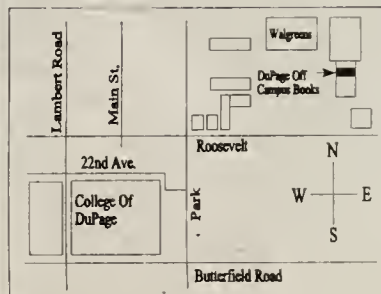 Lambert Road
Main St.
Walgreens
DuPage Off
Campus Books
Roosevelt
22nd Ave.
College Of
DuPage
Park
N
W
E
S
Butterfield Road